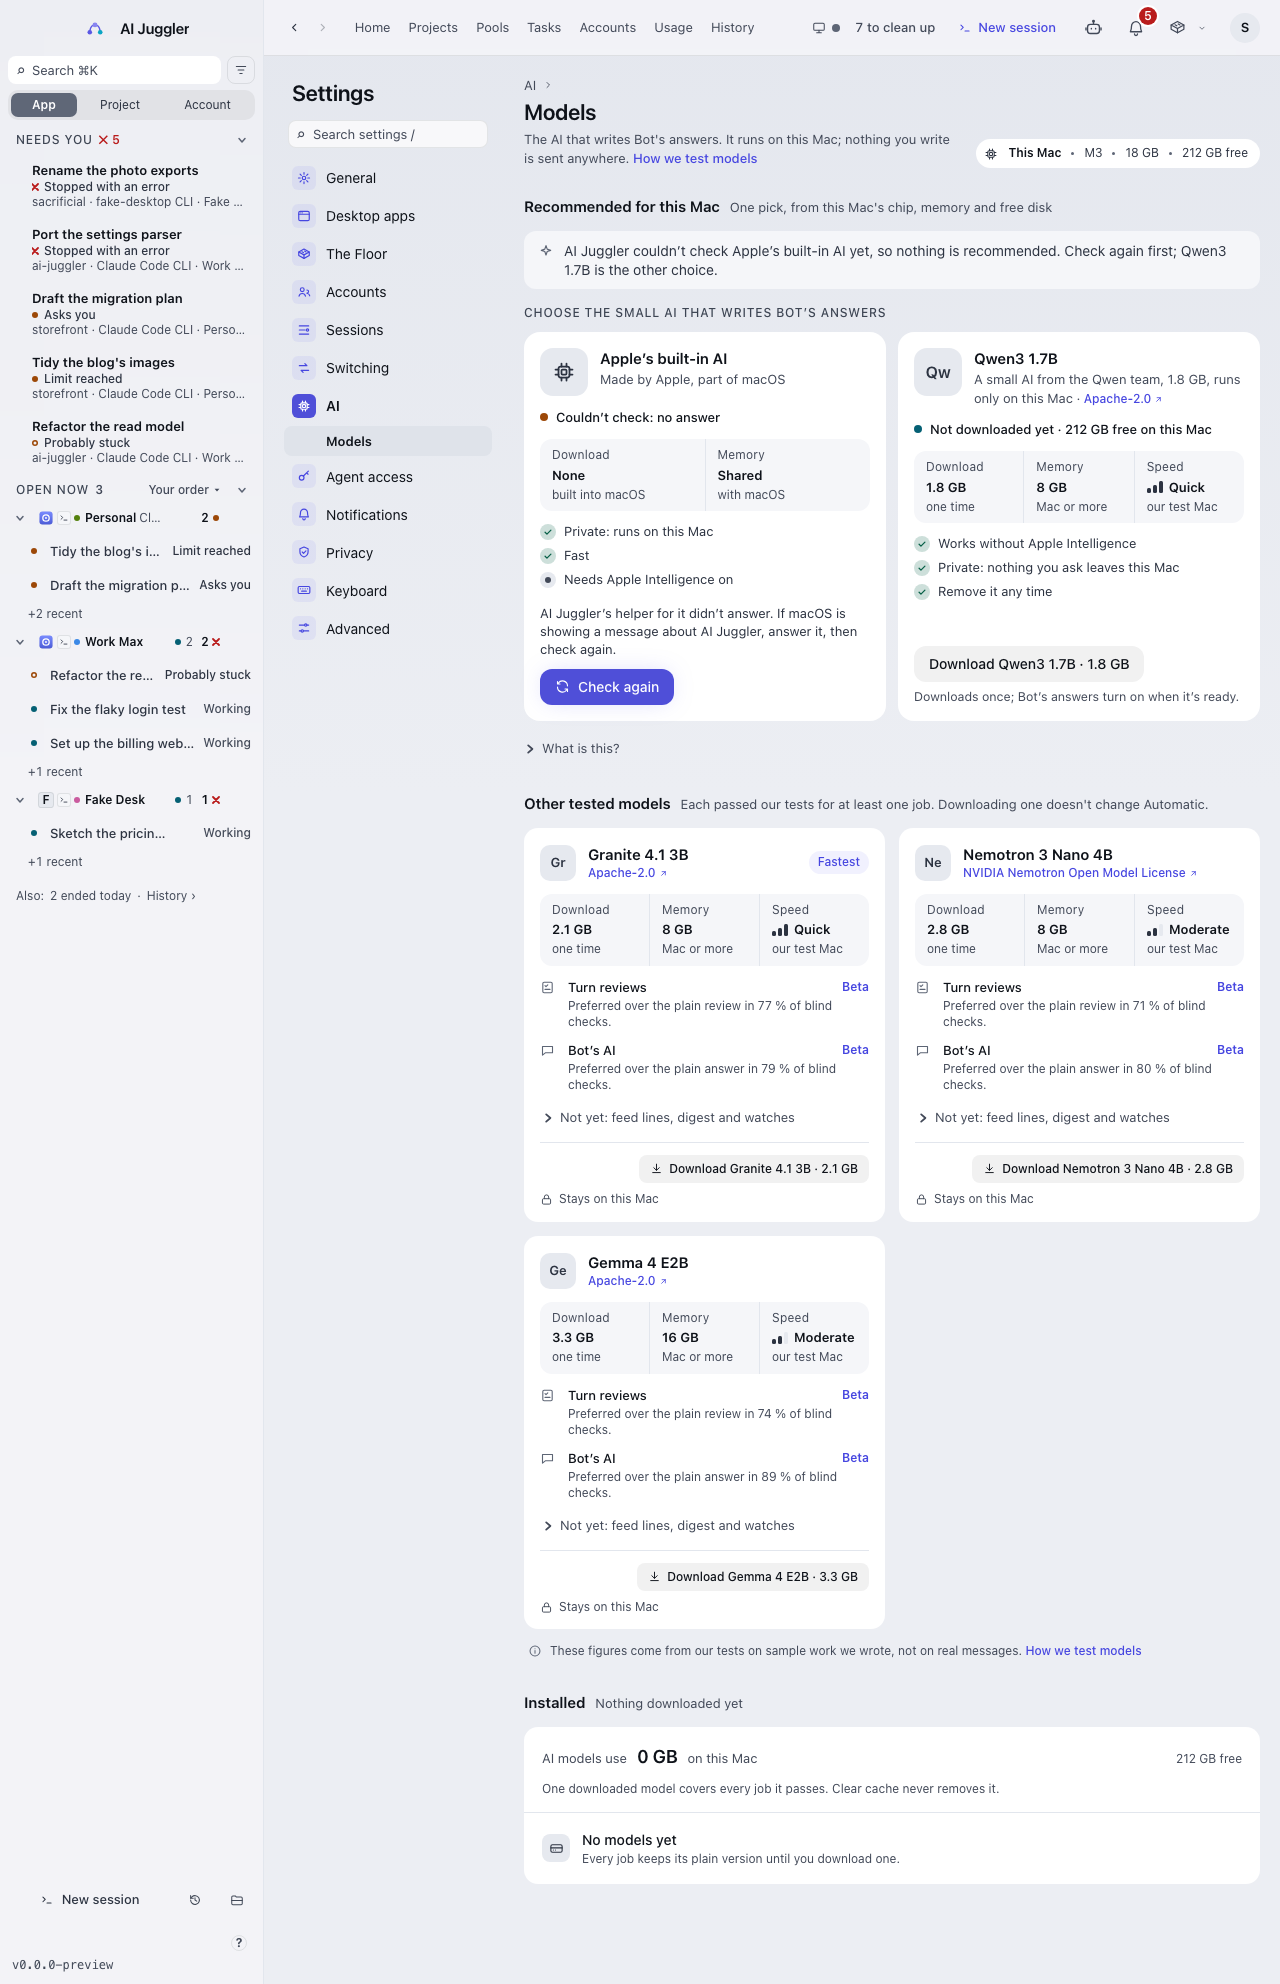 AI Juggler
Search ⌘K
App Project Account
NEEDS YOU 5
Rename the photo exports
Stopped with an error
sacrificial · fake-desktop CLI · Fake ...
Port the settings parser
Stopped with an error
ai-juggler · Claude Code CLI · Work ...
Draft the migration plan
Asks you
storefront · Claude Code CLI · Perso...
Tidy the blog's images
Limit reached
storefront · Claude Code CLI · Perso...
Refactor the read model
Probably stuck
ai-juggler · Claude Code CLI · Work ...
OPEN NOW 3 Your order
Personal Cl... 2
Tidy the blog's i... Limit reached
Draft the migration p... Asks you
+2 recent
Work Max 2 2
Refactor the re... Probably stuck
Fix the flaky login test Working
Set up the billing web... Working
+1 recent
F Fake Desk 1 1
Sketch the pricin... Working
+1 recent
Also: 2 ended today · History ›
New session
?
v0.0.0-preview
Home Projects Pools Tasks Accounts Usage History
7 to clean up
New session
5
S
Settings
Search settings /
General
Desktop apps
The Floor
Accounts
Sessions
Switching
AI
Models
Agent access
Notifications
Privacy
Keyboard
Advanced
AI ›
Models
The AI that writes Bot's answers. It runs on this Mac; nothing you write
is sent anywhere. How we test models
This Mac • M3 • 18 GB • 212 GB free
Recommended for this Mac One pick, from this Mac's chip, memory and free disk
AI Juggler couldn’t check Apple’s built-in AI yet, so nothing is recommended. Check again first; Qwen3
1.7B is the other choice.
CHOOSE THE SMALL AI THAT WRITES BOT’S ANSWERS
Apple’s built-in AI
Made by Apple, part of macOS
Couldn’t check: no answer
Download Memory
None Shared
built into macOS with macOS
Private: runs on this Mac
Fast
Needs Apple Intelligence on
AI Juggler’s helper for it didn’t answer. If macOS is
showing a message about AI Juggler, answer it, then
check again.
Check again
Qw
Qwen3 1.7B
A small AI from the Qwen team, 1.8 GB, runs
only on this Mac · Apache-2.0 ↗
Not downloaded yet · 212 GB free on this Mac
Download Memory Speed
1.8 GB 8 GB Quick
one time Mac or more our test Mac
Works without Apple Intelligence
Private: nothing you ask leaves this Mac
Remove it any time
Download Qwen3 1.7B · 1.8 GB
Downloads once; Bot’s answers turn on when it’s ready.
What is this?
Other tested models Each passed our tests for at least one job. Downloading one doesn't change Automatic.
Gr
Granite 4.1 3B
Apache-2.0 ↗
Fastest
Download Memory Speed
2.1 GB 8 GB Quick
one time Mac or more our test Mac
Turn reviews Beta
Preferred over the plain review in 77 % of blind
checks.
Bot’s AI Beta
Preferred over the plain answer in 79 % of blind
checks.
Not yet: feed lines, digest and watches
Download Granite 4.1 3B · 2.1 GB
Stays on this Mac
Ne
Nemotron 3 Nano 4B
NVIDIA Nemotron Open Model License ↗
Download Memory Speed
2.8 GB 8 GB Moderate
one time Mac or more our test Mac
Turn reviews Beta
Preferred over the plain review in 71 % of blind
checks.
Bot’s AI Beta
Preferred over the plain answer in 80 % of blind
checks.
Not yet: feed lines, digest and watches
Download Nemotron 3 Nano 4B · 2.8 GB
Stays on this Mac
Ge
Gemma 4 E2B
Apache-2.0 ↗
Download Memory Speed
3.3 GB 16 GB Moderate
one time Mac or more our test Mac
Turn reviews Beta
Preferred over the plain review in 74 % of blind
checks.
Bot’s AI Beta
Preferred over the plain answer in 89 % of blind
checks.
Not yet: feed lines, digest and watches
Download Gemma 4 E2B · 3.3 GB
Stays on this Mac
These figures come from our tests on sample work we wrote, not on real messages. How we test models
Installed Nothing downloaded yet
AI models use 0 GB on this Mac 212 GB free
One downloaded model covers every job it passes. Clear cache never removes it.
No models yet
Every job keeps its plain version until you download one.